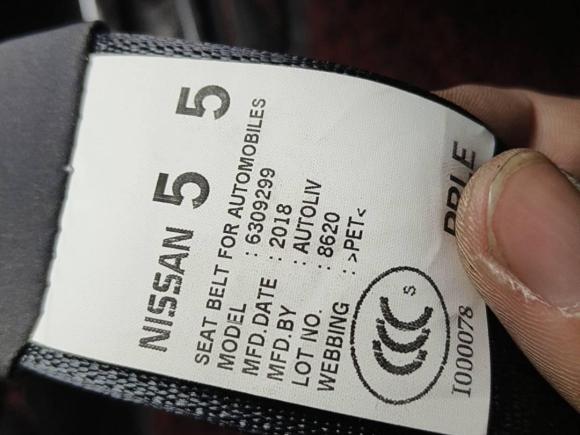 NISSAN 5 5
SEAT BELT FOR AUTOMOBILES
MODEL : 6309299
MFD. DATE : 2018
MFD. BY : AUTOLIV
LOT NO. : 8620
WEBBING : >PET<
CCC S
I000078